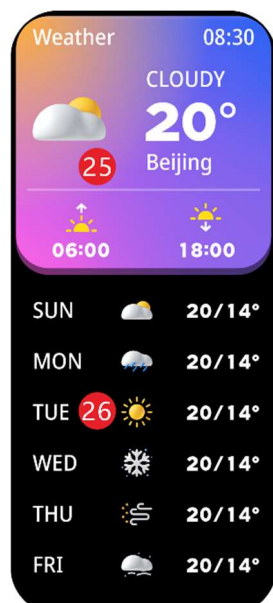 Weather 08:30
CLOUDY
20°
25
Beijing
06:00 18:00
SUN 20/14°
MON 20/14°
TUE 26 20/14°
WED 20/14°
THU 20/14°
FRI 20/14°